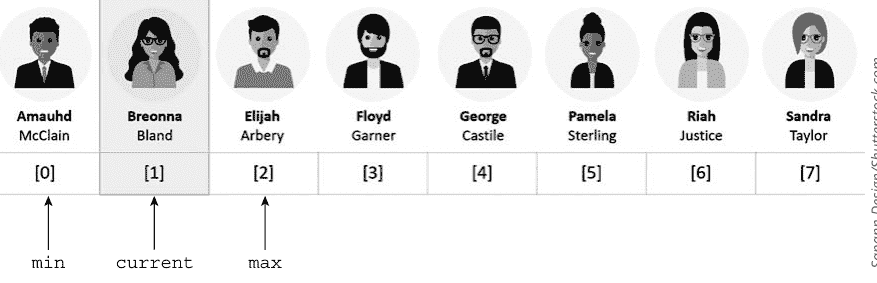 Amauhd Breonna Elijah Floyd George Pamela Riah Sandra
McClain Bland Arbery Garner Castile Sterling Justice Taylor
[0] [1] [2] [3] [4] [5] [6] [7]
min current max
Design/Shutterstock.com